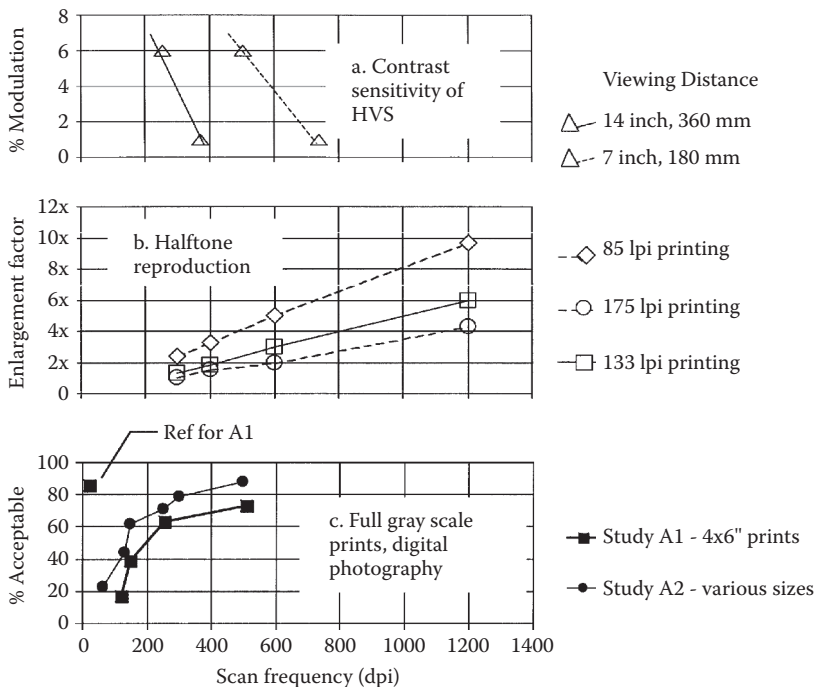 8
6
4
2
0
% Modulation
a. Contrast
sensitivity of
HVS
Viewing Distance
14 inch, 360 mm
7 inch, 180 mm
12x
10x
8x
6x
4x
2x
0
Enlargement factor
b. Halftone
reproduction
85 lpi printing
175 lpi printing
133 lpi printing
Ref for A1
100
80
60
40
20
0
% Acceptable
c. Full gray scale
prints, digital
photography
Study A1 - 4x6" prints
Study A2 - various sizes
0 200 400 600 800 1000 1200 1400
Scan frequency (dpi)